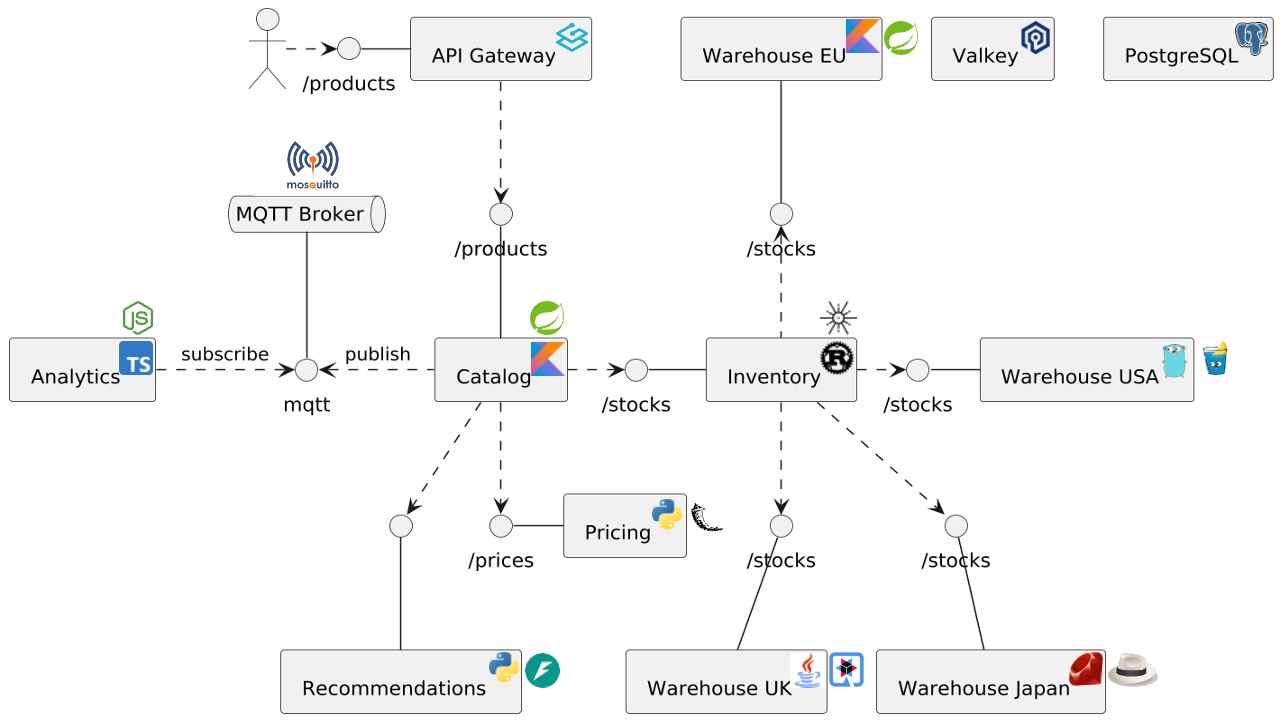 API Gateway
Warehouse EU
Valkey
PostgreSQL
/products
mosquitto
MQTT Broker
/products
/stocks
JS
subscribe
publish
Analytics
TS
Catalog
Inventory
R
Warehouse USA
mqtt
/stocks
/stocks
Pricing
/prices
/stocks
/stocks
Recommendations
Warehouse UK
Warehouse Japan